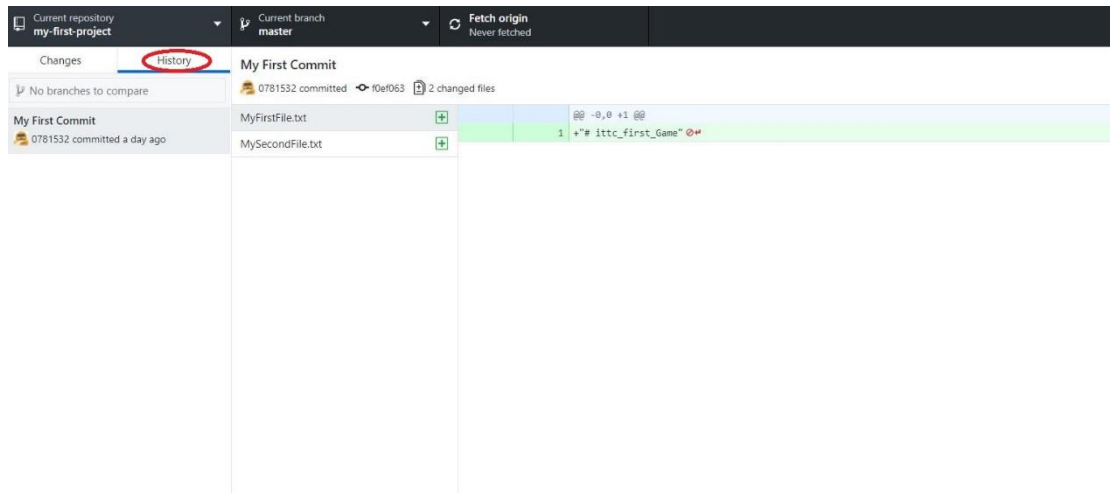 Current repository
my-first-project
Current branch
master
Fetch origin
Never fetched
Changes
History
No branches to compare
My First Commit
0781532 committed a day ago
My First Commit
0781532 committed f0ef063 2 changed files
MyFirstFile.txt
MySecondFile.txt
@@ -0,0 +1 @@
1 +"# ittc_first_Game"